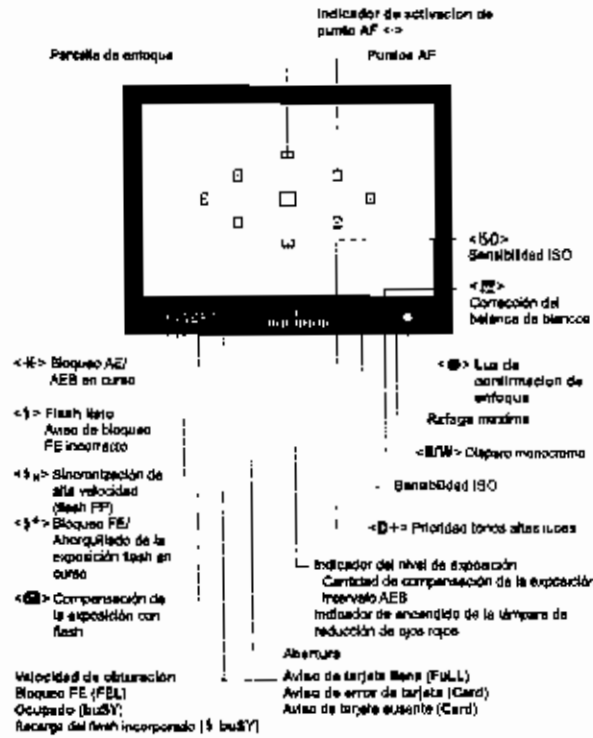 Indicador de activacion de
punto AF <·>
Pantalla de enfoque
Puntos AF
<ISO>
Sensibilidad ISO
Corrección del
balance de blancos
<✱> Bloqueo AE/
AEB en curso
<●> Luz de
confirmacion de
enfoque
<ϟ> Flash listo
Aviso de bloqueo
FE incorrecto
Rafaga maxima
<B/W> Disparo monocromo
<ϟH> Sincronización de
alta velocidad
(flash FP)
Sensibilidad ISO
<ϟ*> Bloqueo FE/
Ahorquillado de la
exposición flash en
curso
<D+> Prioridad tonos altas luces
Indicador del nivel de exposición
Cantidad de compensación de la exposición
Intervalo AEB
Indicador de encendido de la lámpara de
reducción de ojos rojos
Compensación de
la exposición con
flash
Abertura
Velocidad de obturación
Bloqueo FE (FEL)
Ocupado (buSY)
Recarga del flash incorporado (ϟ buSY)
Aviso de tarjeta llena (FuLL)
Aviso de error de tarjeta (Card)
Aviso de tarjeta ausente (Card)